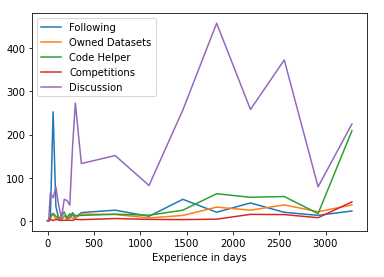 Following
Owned Datasets
Code Helper
Competitions
Discussion
400
300
200
100
0
0 500 1000 1500 2000 2500 3000
Experience in days